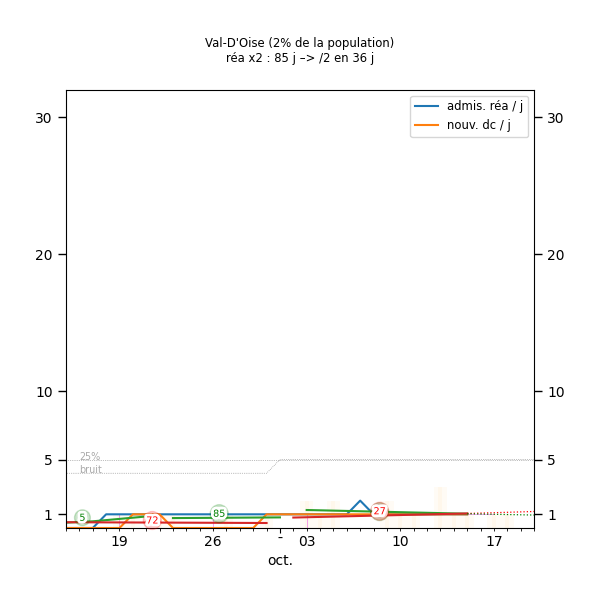 Val-D'Oise (2% de la population)
réa x2 : 85 j –> /2 en 36 j
admis. réa / j
nouv. dc / j
30 30
20 20
10 10
5 5
25%
bruit
1 1
5 72 85 27
19 26 - 03 10 17
oct.